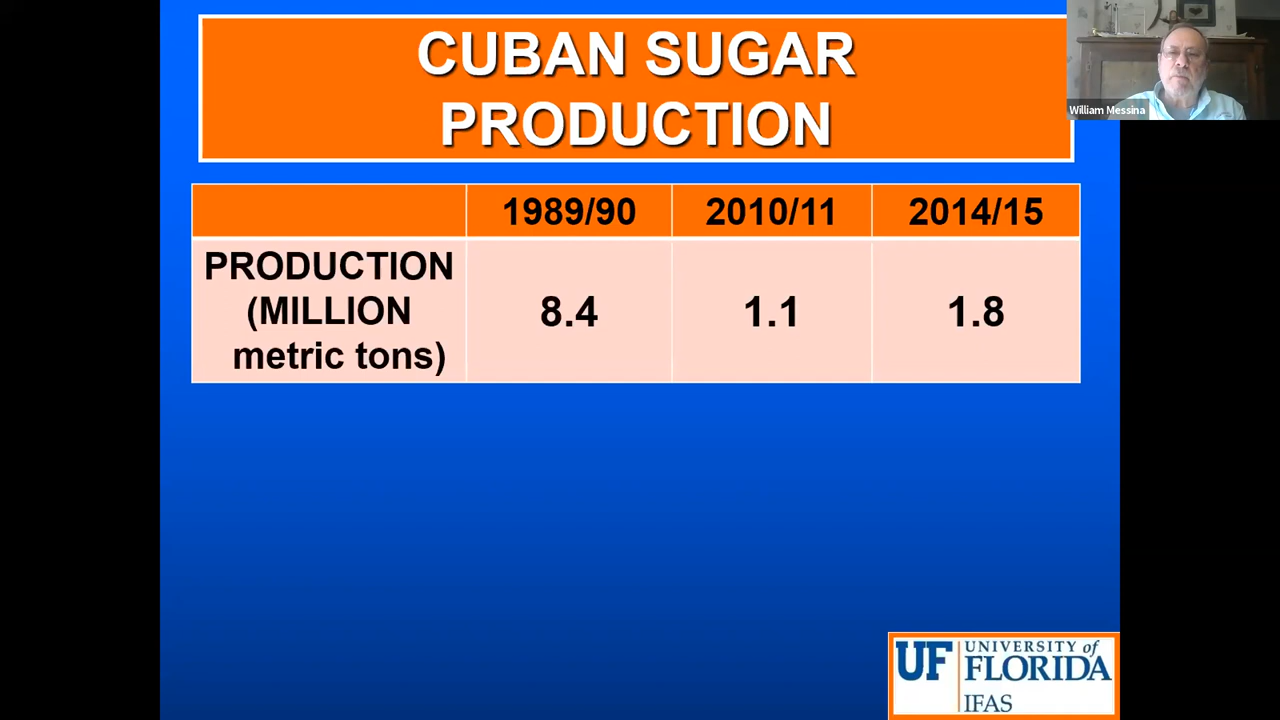 CUBAN SUGAR
PRODUCTION
William Messina
1989/90 2010/11 2014/15
PRODUCTION
(MILLION
metric tons)
8.4 1.1 1.8
UF UNIVERSITY of
FLORIDA
IFAS